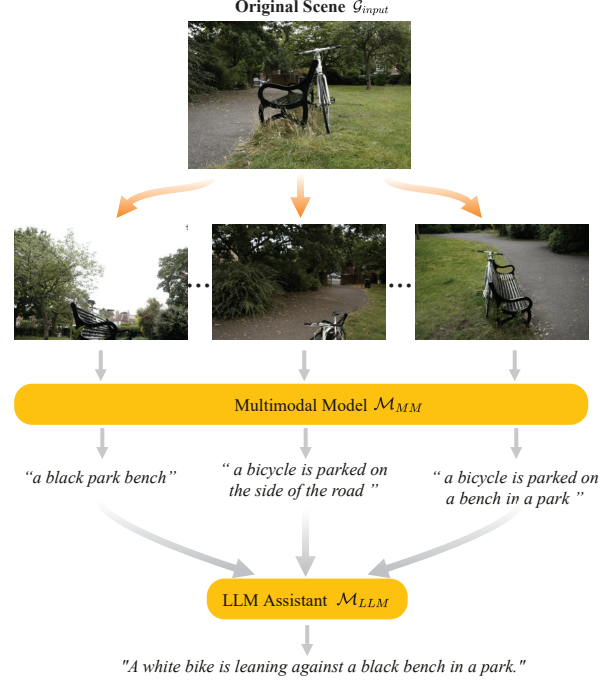 Original Scene 𝒢input
... ...
Multimodal Model ℳMM
“a black park bench”
“ a bicycle is parked on
the side of the road ”
“ a bicycle is parked on
a bench in a park ”
LLM Assistant ℳLLM
"A white bike is leaning against a black bench in a park."